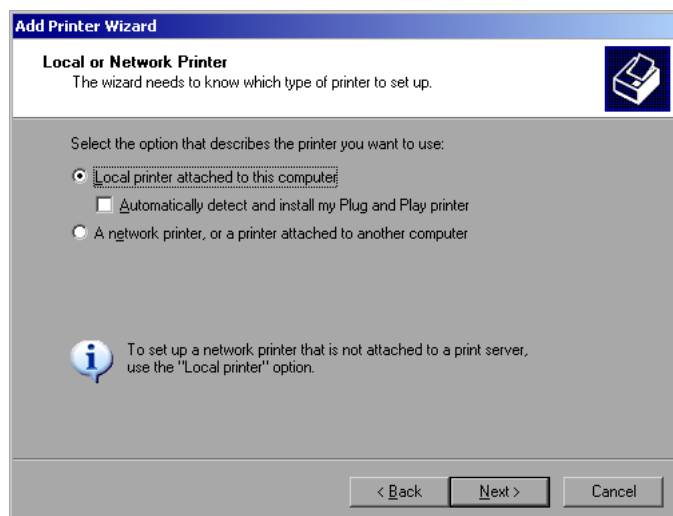 Add Printer Wizard
Local or Network Printer
The wizard needs to know which type of printer to set up.
Select the option that describes the printer you want to use:
Local printer attached to this computer
Automatically detect and install my Plug and Play printer
A network printer, or a printer attached to another computer
To set up a network printer that is not attached to a print server,
use the "Local printer" option.
< Back
Next >
Cancel